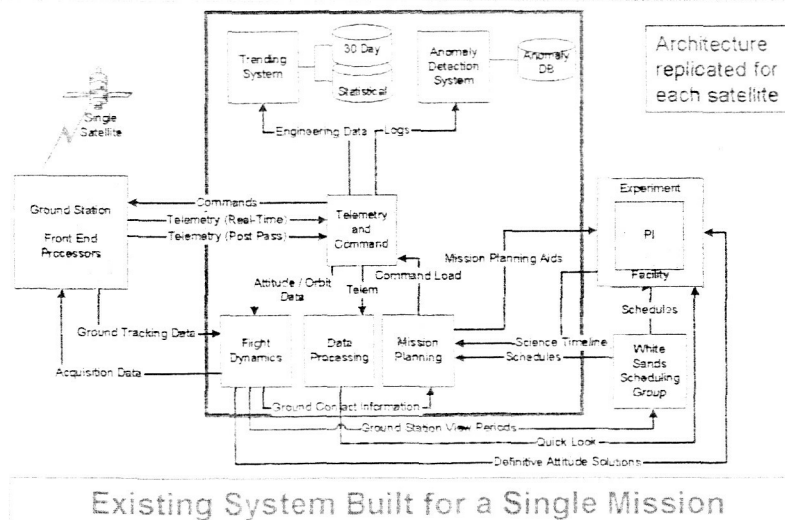 Trending
System
30 Day
Statistical
Anomaly
Detection
System
Anomaly
DB
Architecture
replicated for
each satellite
Single
Satellite
Engineering Data
Logs
Ground Station
Front End
Processors
Commands
Telemetry (Real-Time)
Telemetry (Post Pass)
Telemetry
and
Command
Experiment
PI
Facility
Mission Planning Aids
Attitude / Orbit
Data
Telem
Command Load
Schedules
Ground Tracking Data
Flight
Dynamics
Data
Processing
Mission
Planning
Science Timeline
Schedules
White
Sands
Scheduling
Group
Acquisition Data
Ground Contact Information
Ground Station View Periods
Quick Look
Definitive Attitude Solutions
Existing System Built for a Single Mission